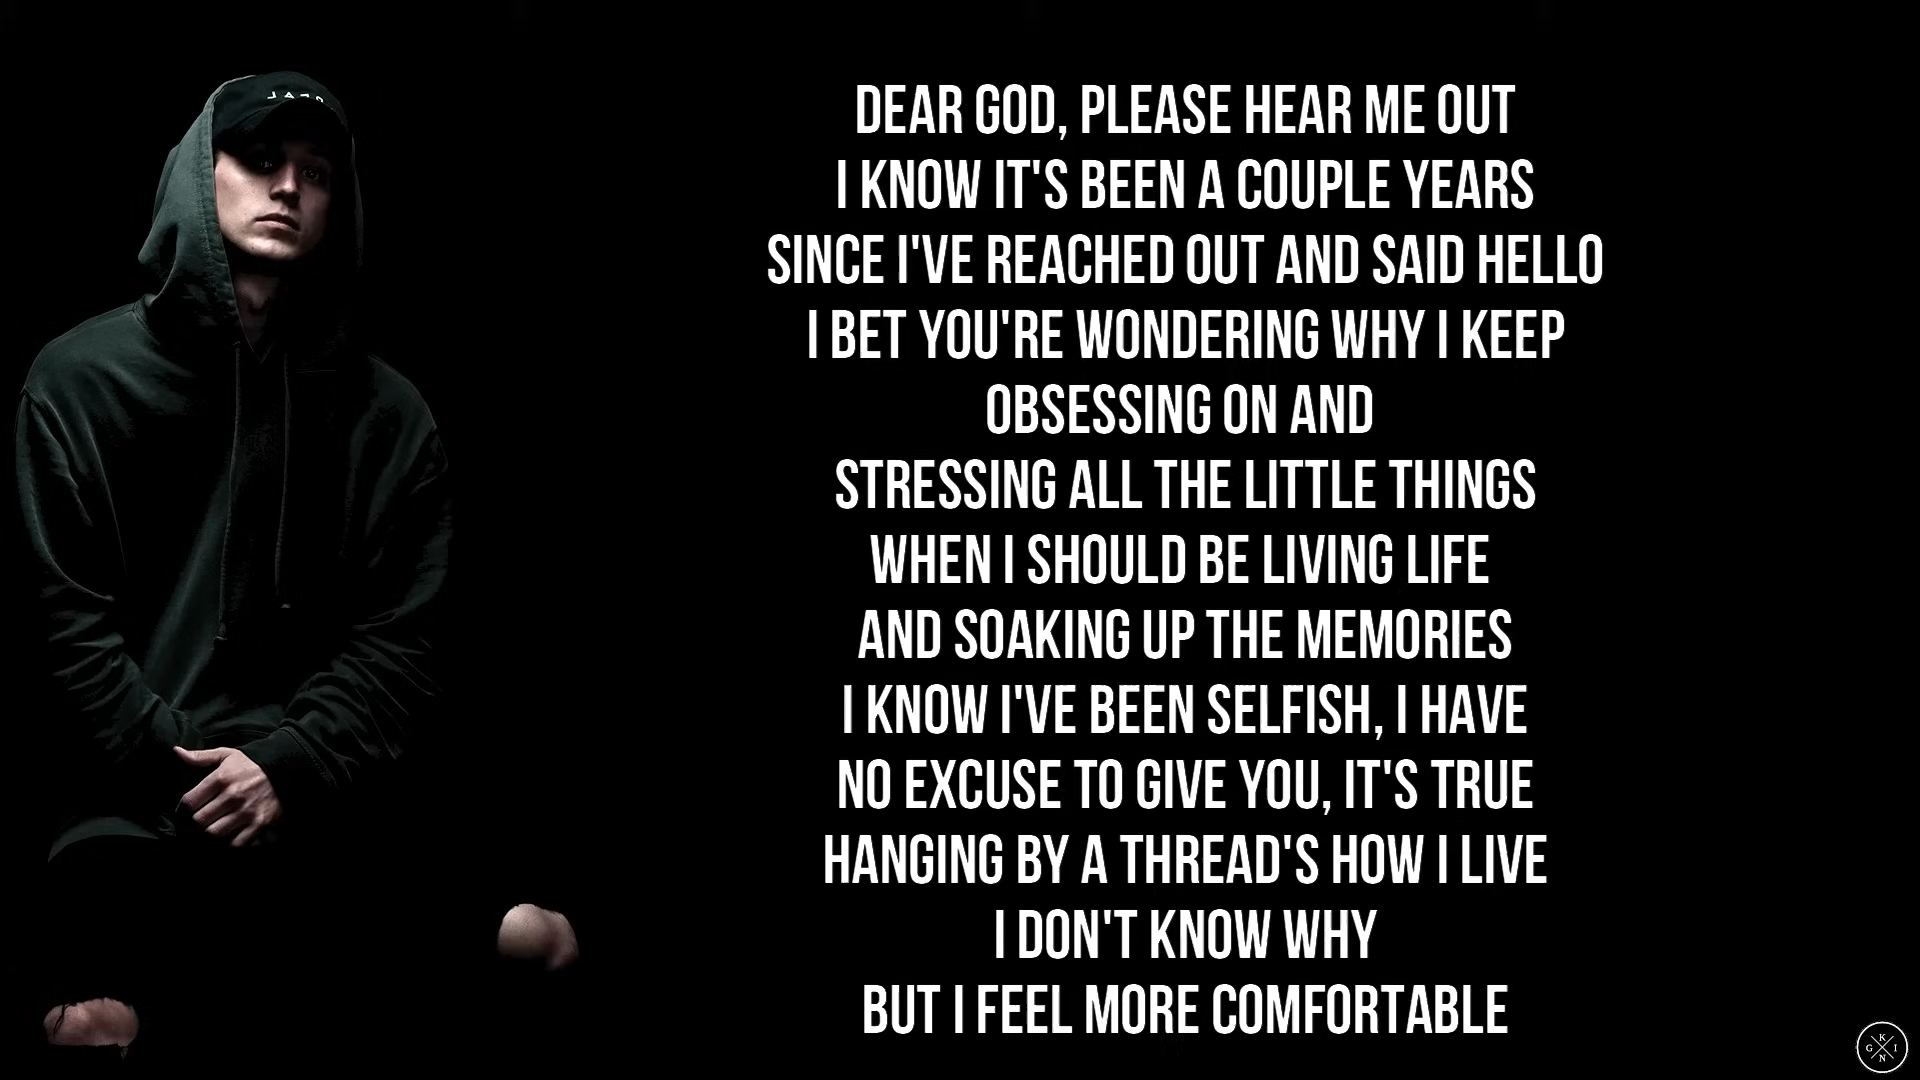 DEAR GOD, PLEASE HEAR ME OUT
I KNOW IT'S BEEN A COUPLE YEARS
SINCE I'VE REACHED OUT AND SAID HELLO
I BET YOU'RE WONDERING WHY I KEEP
OBSESSING ON AND
STRESSING ALL THE LITTLE THINGS
WHEN I SHOULD BE LIVING LIFE
AND SOAKING UP THE MEMORIES
I KNOW I'VE BEEN SELFISH, I HAVE
NO EXCUSE TO GIVE YOU, IT'S TRUE
HANGING BY A THREAD'S HOW I LIVE
I DON'T KNOW WHY
BUT I FEEL MORE COMFORTABLE
K
G I
N